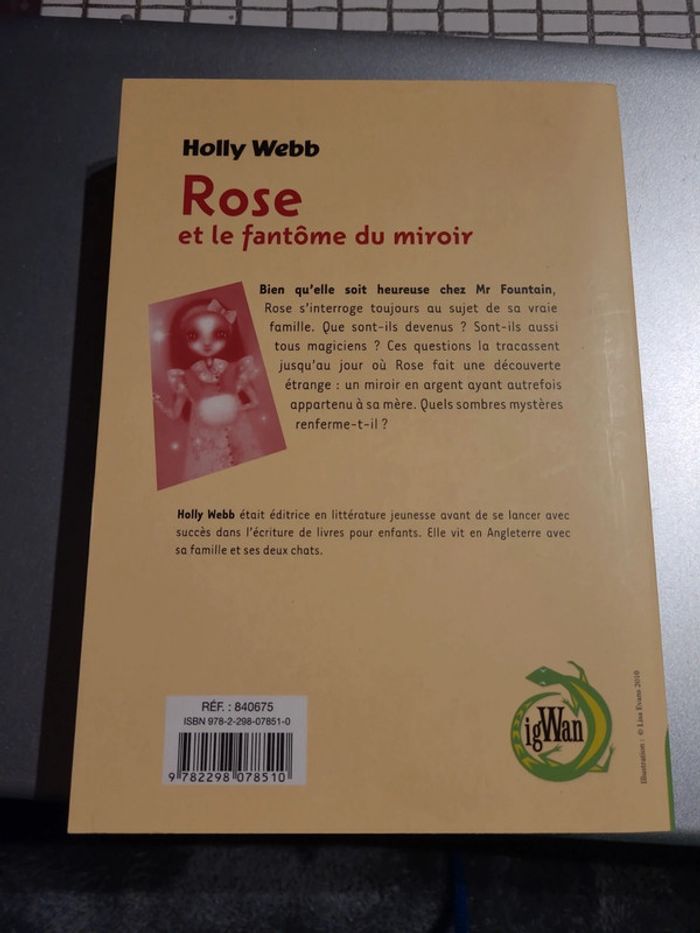 Holly Webb
Rose
et le fantôme du miroir
Bien qu'elle soit heureuse chez Mr Fountain,
Rose s'interroge toujours au sujet de sa vraie
famille. Que sont-ils devenus ? Sont-ils aussi
tous magiciens ? Ces questions la tracassent
jusqu'au jour où Rose fait une découverte
étrange : un miroir en argent ayant autrefois
appartenu à sa mère. Quels sombres mystères
renferme-t-il ?
Holly Webb était éditrice en littérature jeunesse avant de se lancer avec
succès dans l'écriture de livres pour enfants. Elle vit en Angleterre avec
sa famille et ses deux chats.
RÉF. : 840675
ISBN 978-2-298-07851-0
9 782298 078510
igWan
Illustration : © Lisa Evans 2010